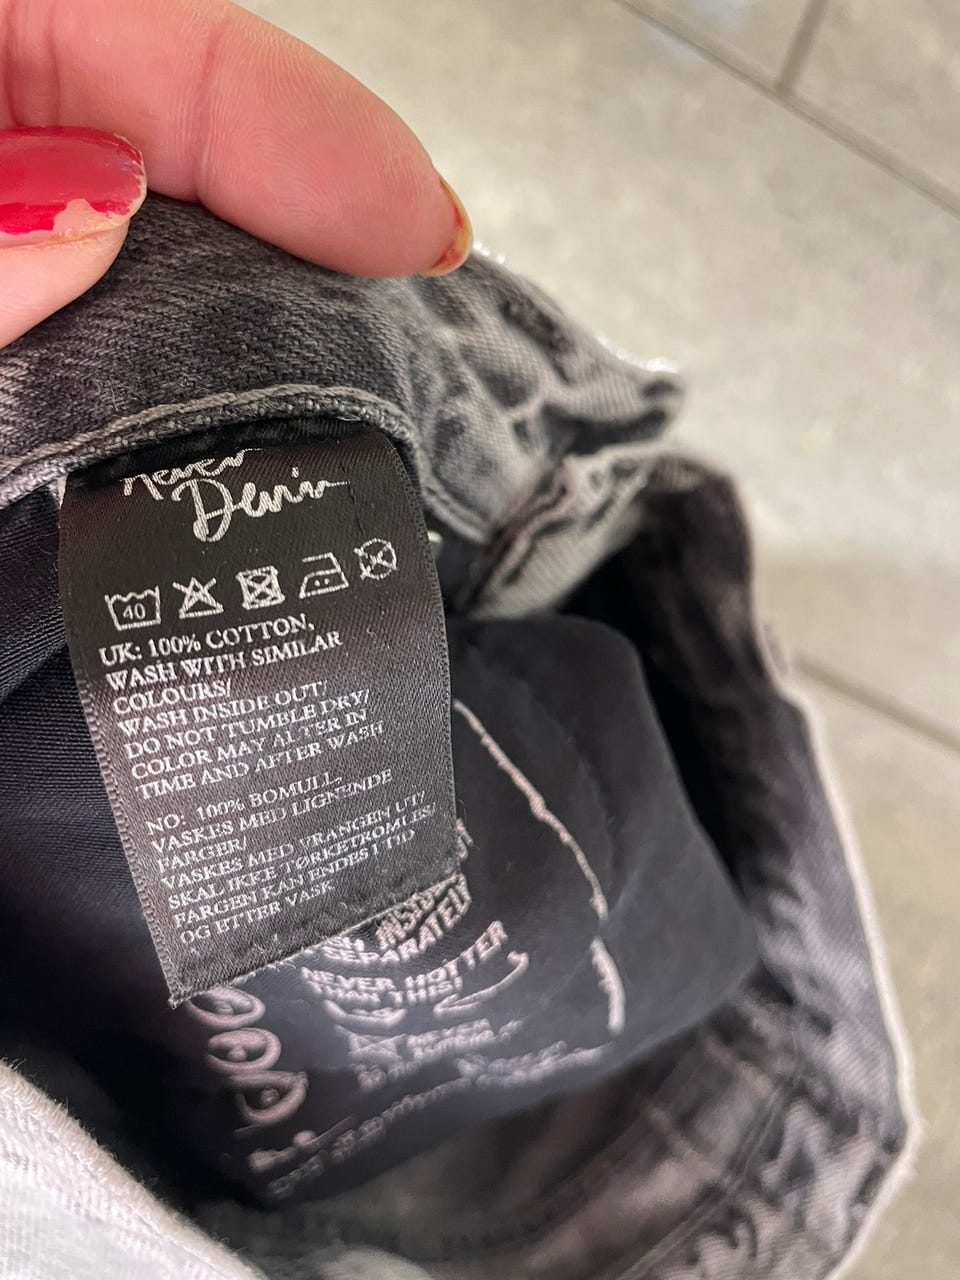 Never
Denim
40
UK: 100% COTTON,
WASH WITH SIMILAR
COLOURS/
WASH INSIDE OUT/
DO NOT TUMBLE DRY/
COLOR MAY ALTER IN
TIME AND AFTER WASH
NO: 100% BOMULL,
VASKES MED LIGNENDE
FARGER/
VASKES MED VRANGEN UT/
SKAL IKKE TØRKETROMLES/
FARGEN KAN ENDES I TID
OG ETTER VASK
NEVER HOTTER
THAN THIS!
NEVER